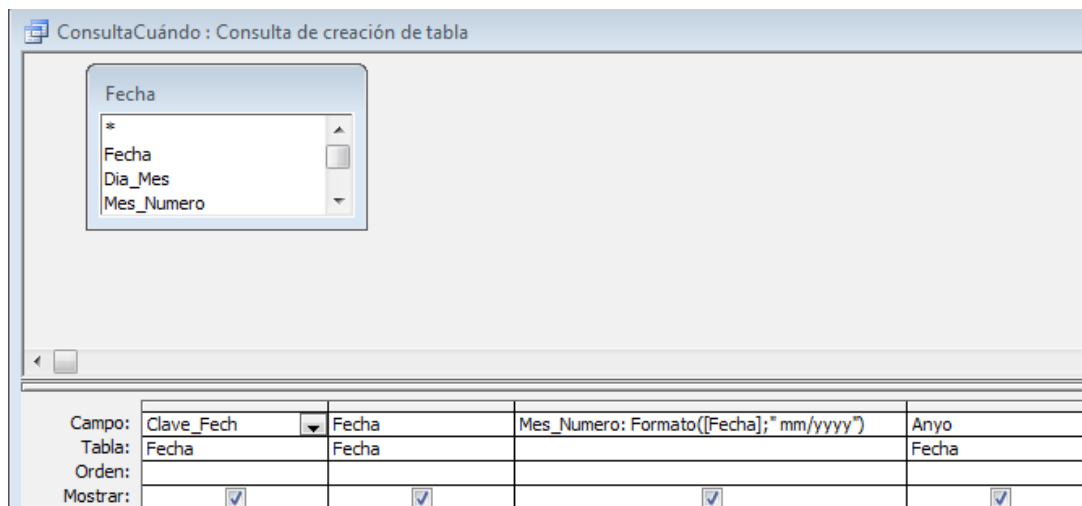 ConsultaCuándo : Consulta de creación de tabla
Fecha
*
Fecha
Dia_Mes
Mes_Numero
Campo: Clave_Fech Fecha Mes_Numero: Formato([Fecha];" mm/yyyy") Anyo
Tabla: Fecha Fecha Fecha
Orden:
Mostrar: